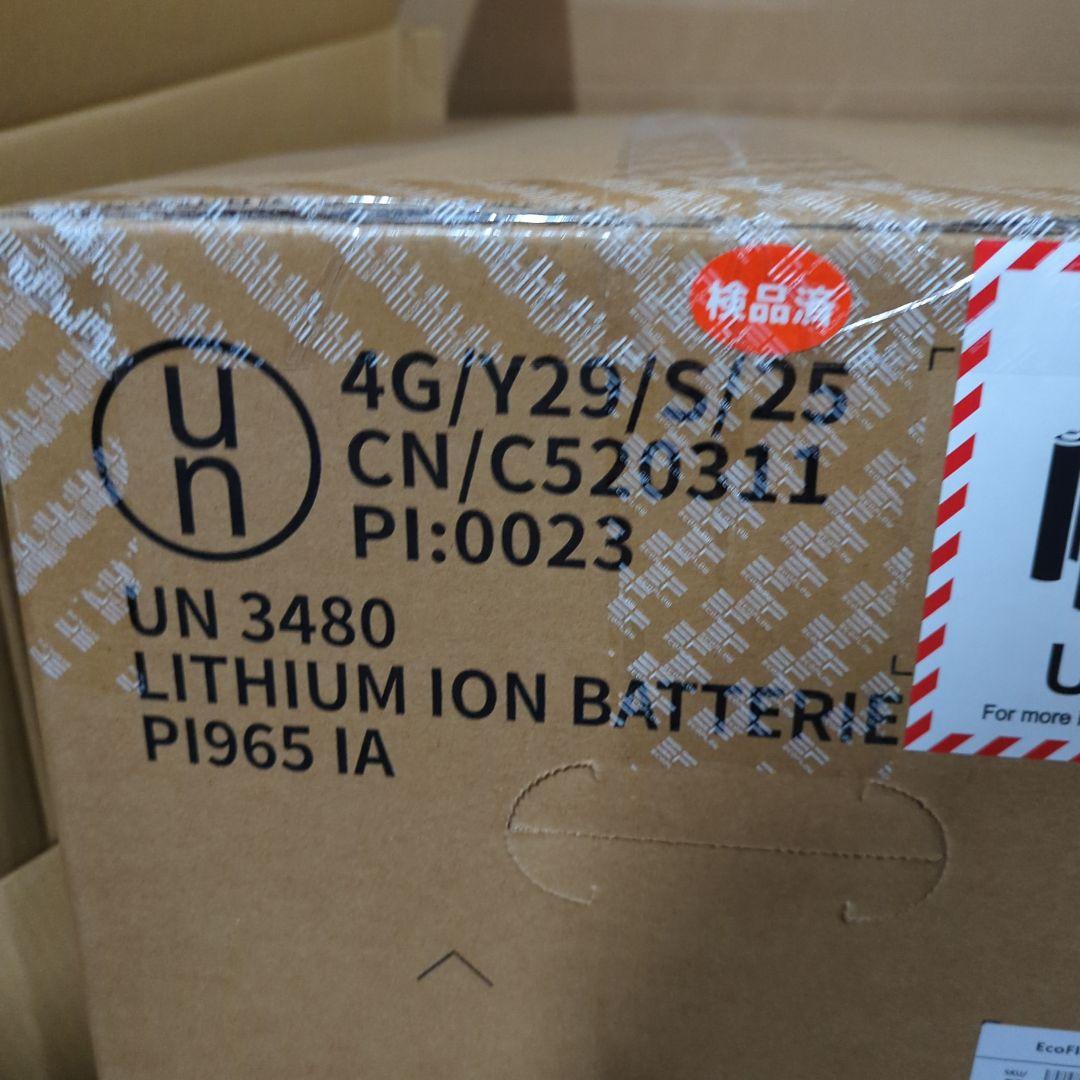 検品済
un
4G/Y29/S/25
CN/C520311
PI:0023
UN 3480
LITHIUM ION BATTERIE
PI965 IA
For more
SKU/